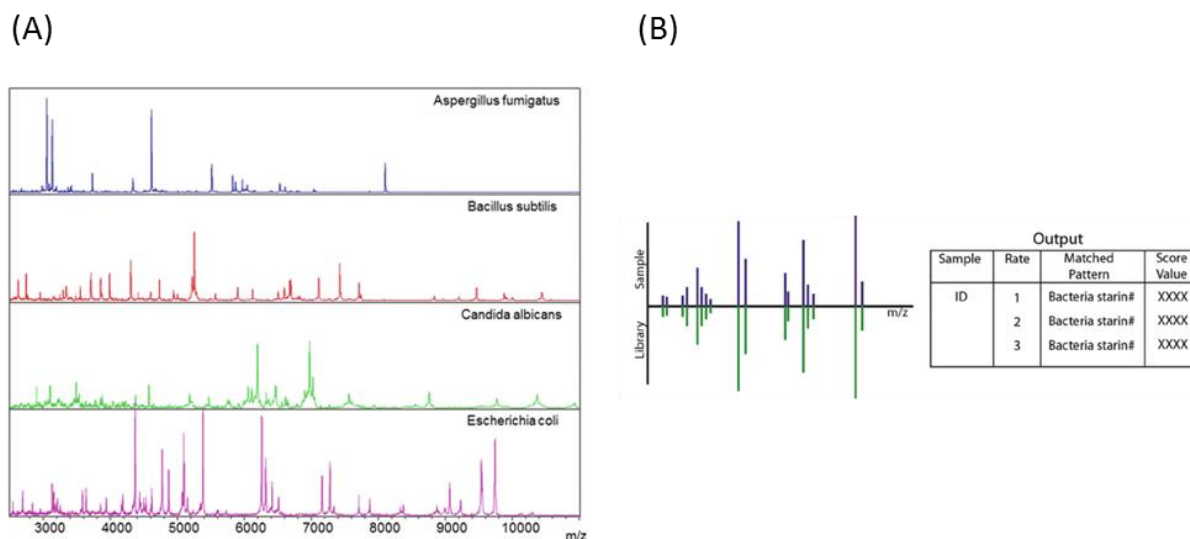 (A)
(B)
Aspergillus fumigatus
Bacillus subtilis
Candida albicans
Escherichia coli
3000 4000 5000 6000 7000 8000 9000 10000
m/z
Sample
Library
m/z
Output
Sample Rate Matched Pattern Score Value
ID 1 Bacteria starin# XXXX
2 Bacteria starin# XXXX
3 Bacteria starin# XXXX